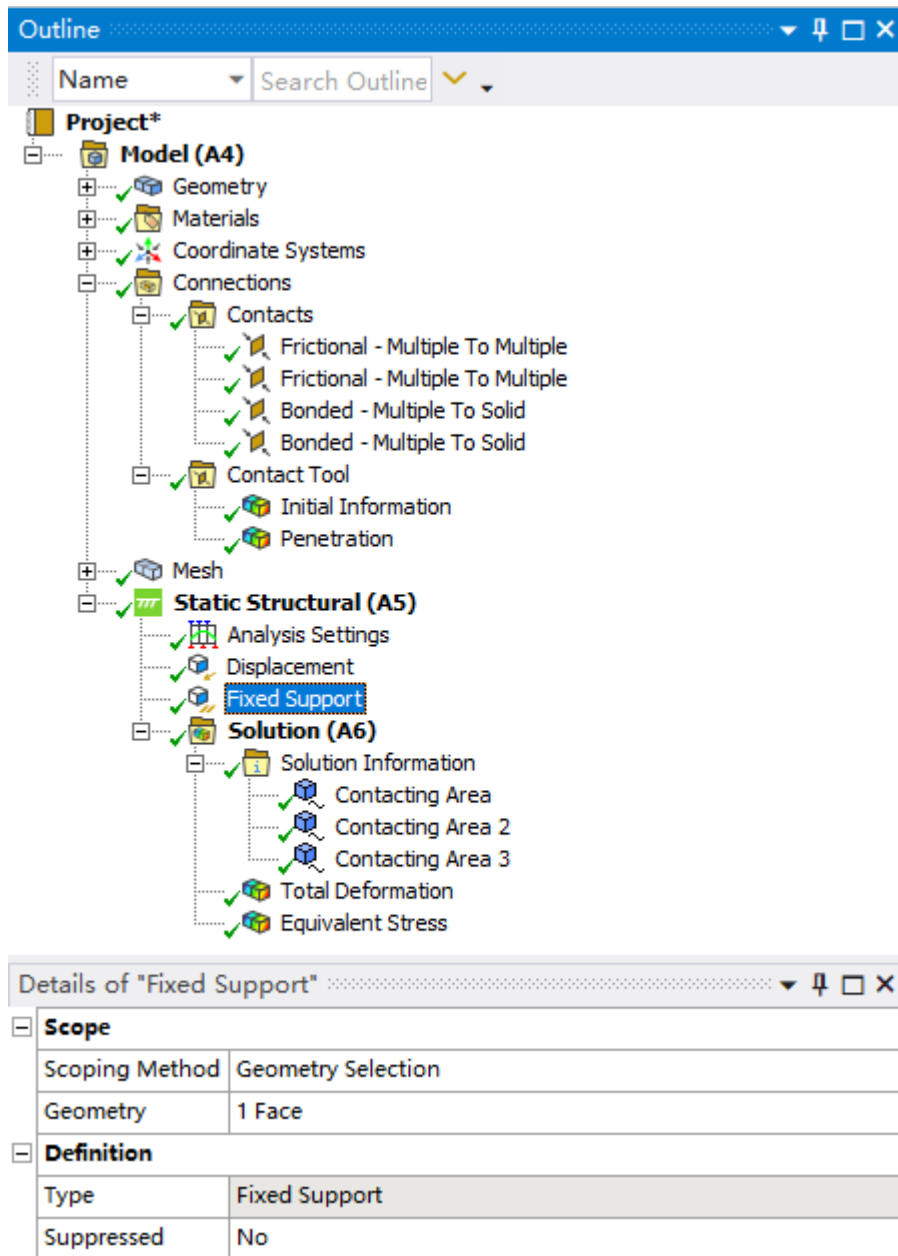 Outline
Name Search Outline
Project*
Model (A4)
Geometry
Materials
Coordinate Systems
Connections
Contacts
Frictional - Multiple To Multiple
Frictional - Multiple To Multiple
Bonded - Multiple To Solid
Bonded - Multiple To Solid
Contact Tool
Initial Information
Penetration
Mesh
Static Structural (A5)
Analysis Settings
Displacement
Fixed Support
Solution (A6)
Solution Information
Contacting Area
Contacting Area 2
Contacting Area 3
Total Deformation
Equivalent Stress
Details of "Fixed Support"
Scope
Scoping Method Geometry Selection
Geometry 1 Face
Definition
Type Fixed Support
Suppressed No